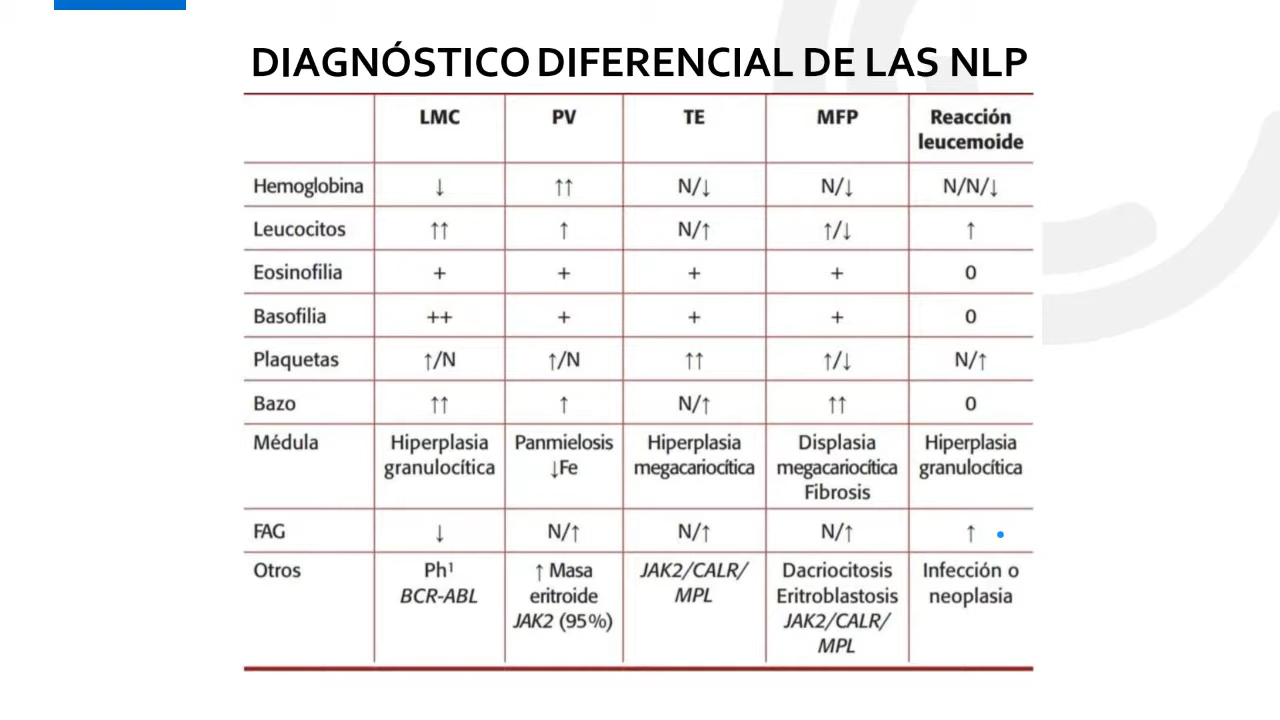 DIAGNÓSTICO DIFERENCIAL DE LAS NLP
LMC PV TE MFP Reacción
leucemoide
Hemoglobina ↓ ↑↑ N/↓ N/↓ N/N/↓
Leucocitos ↑↑ ↑ N/↑ ↑/↓ ↑
Eosinofilia + + + + 0
Basofilia ++ + + + 0
Plaquetas ↑/N ↑/N ↑↑ ↑/↓ N/↑
Bazo ↑↑ ↑ N/↑ ↑↑ 0
Médula Hiperplasia Panmielosis Hiperplasia Displasia Hiperplasia
granulocítica ↓Fe megacariocítica megacariocítica granulocítica
Fibrosis
FAG ↓ N/↑ N/↑ N/↑ ↑
Otros Ph¹ ↑ Masa JAK2/CALR/ Dacriocitosis Infección o
BCR-ABL eritroide MPL Eritroblastosis neoplasia
JAK2 (95%) JAK2/CALR/
MPL